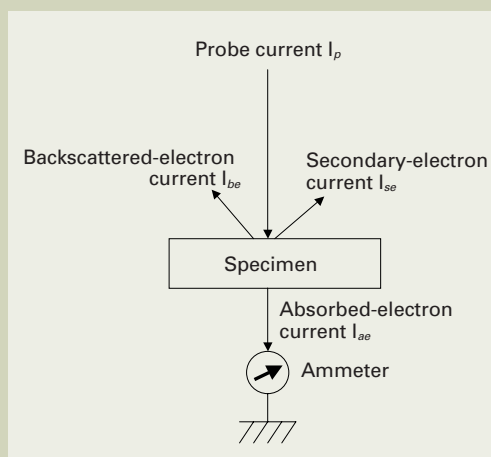 Probe current Ip
Backscattered-electron
current Ibe
Secondary-electron
current Ise
Specimen
Absorbed-electron
current Iae
Ammeter